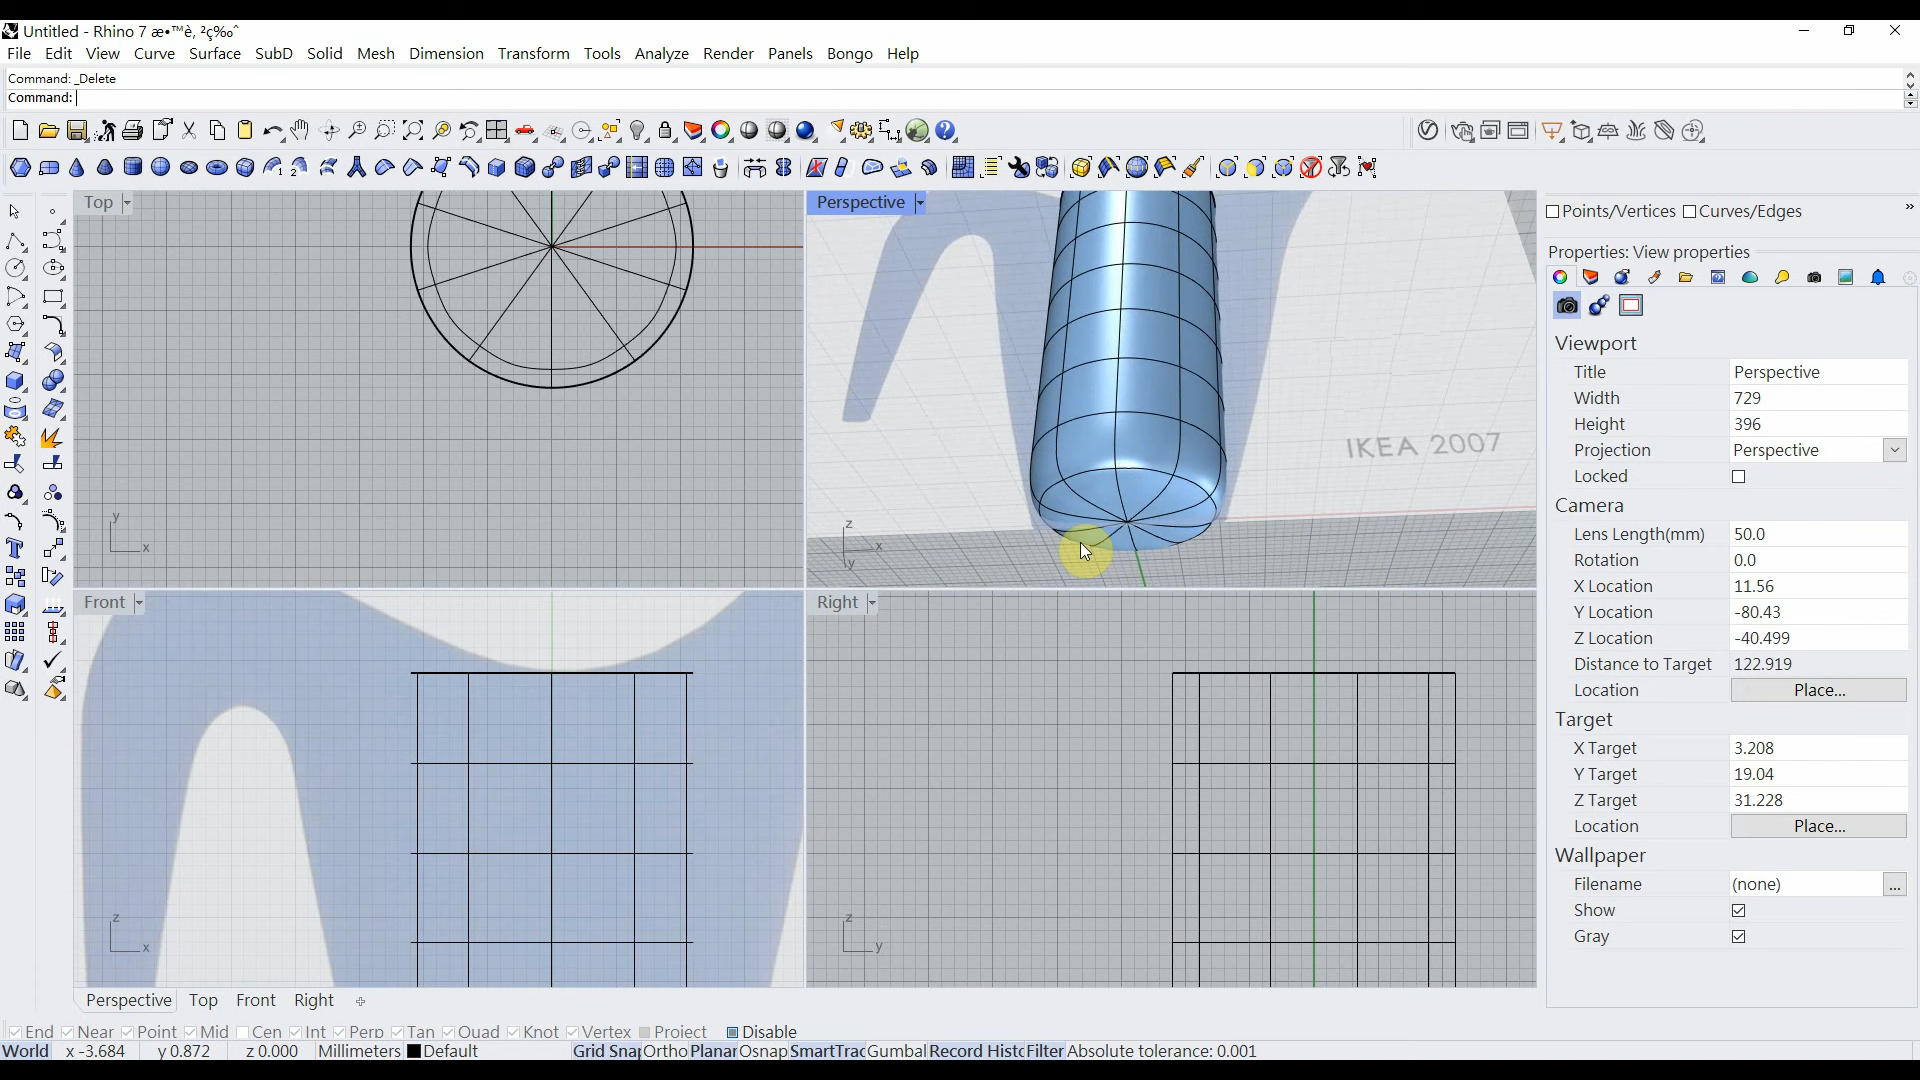 Untitled - Rhino 7 æ•™è‚²ç‰ˆ
File Edit View Curve Surface SubD Solid Mesh Dimension Transform Tools Analyze Render Panels Bongo Help
Command: _Delete
Command:
Top
Perspective
Points/Vertices Curves/Edges
»
Properties: View properties
Viewport
Title Perspective
Width 729
Height 396
Projection Perspective
Locked
Camera
Lens Length(mm) 50.0
Rotation 0.0
X Location 11.56
Y Location -80.43
Z Location -40.499
Distance to Target 122.919
Location Place...
Target
X Target 3.208
Y Target 19.04
Z Target 31.228
Location Place...
Wallpaper
Filename (none) ...
Show
Gray
IKEA 2007
y
x
z
x
y
Front
Right
z
x
z
y
Perspective Top Front Right
End Near Point Mid Cen Int Perp Tan Quad Knot Vertex Project Disable
World x -3.684 y 0.872 z 0.000 Millimeters Default Grid Snap Ortho Planar Osnap SmartTrac Gumbal Record Histo Filter Absolute tolerance: 0.001